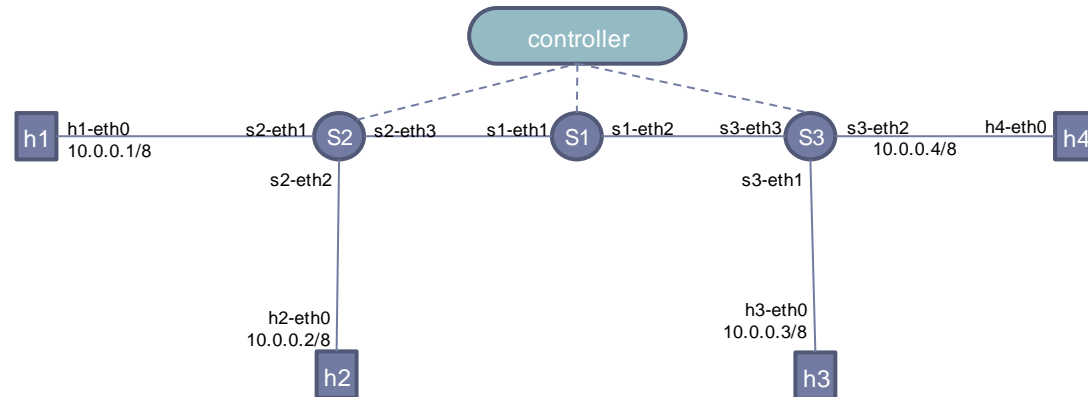 controller
h1
h1-eth0
10.0.0.1/8
s2-eth1
S2
s2-eth3
s1-eth1
S1
s1-eth2
s3-eth3
S3
s3-eth2
10.0.0.4/8
h4-eth0
h4
s2-eth2
s3-eth1
h2-eth0
10.0.0.2/8
h2
h3-eth0
10.0.0.3/8
h3